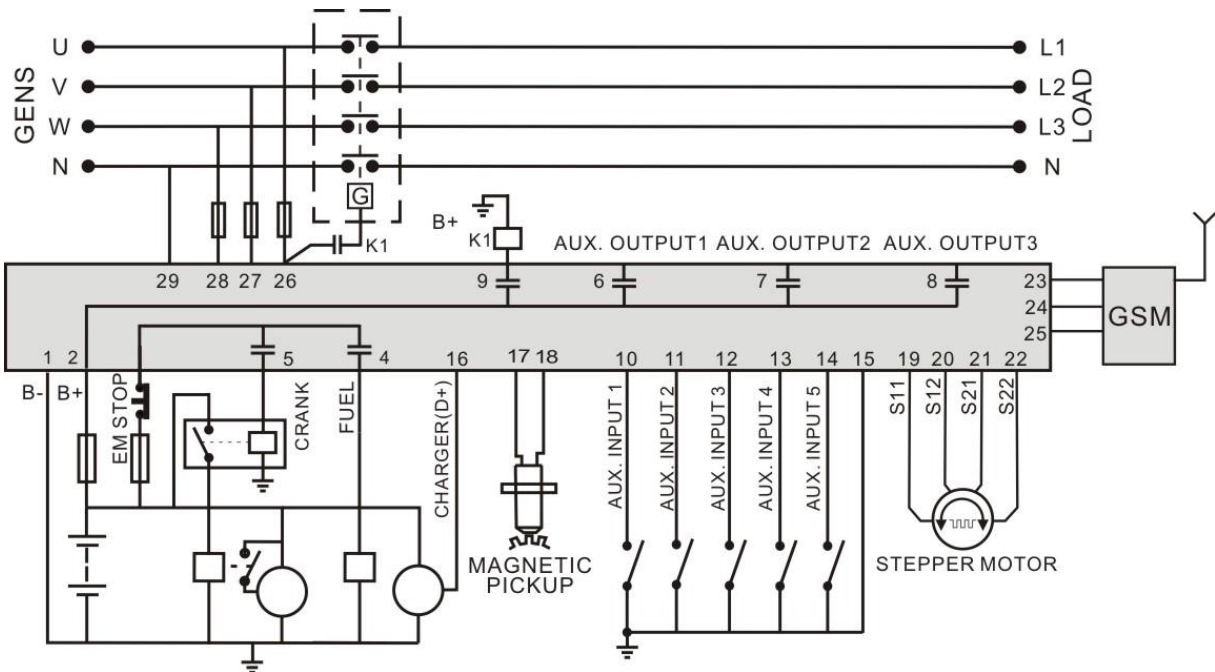 U
L1
V
L2
W
L3
N
N
GENS
LOAD
G
B+
K1
K1
AUX. OUTPUT1
AUX. OUTPUT2
AUX. OUTPUT3
29
28
27
26
9
6
7
8
23
24
25
GSM
1
2
5
4
16
17
18
10
11
12
13
14
15
19
20
21
22
B-
B+
EM STOP
CRANK
FUEL
CHARGER(D+)
AUX. INPUT 1
AUX. INPUT 2
AUX. INPUT 3
AUX. INPUT 4
AUX. INPUT 5
S11
S12
S21
S22
MAGNETIC
PICKUP
STEPPER MOTOR